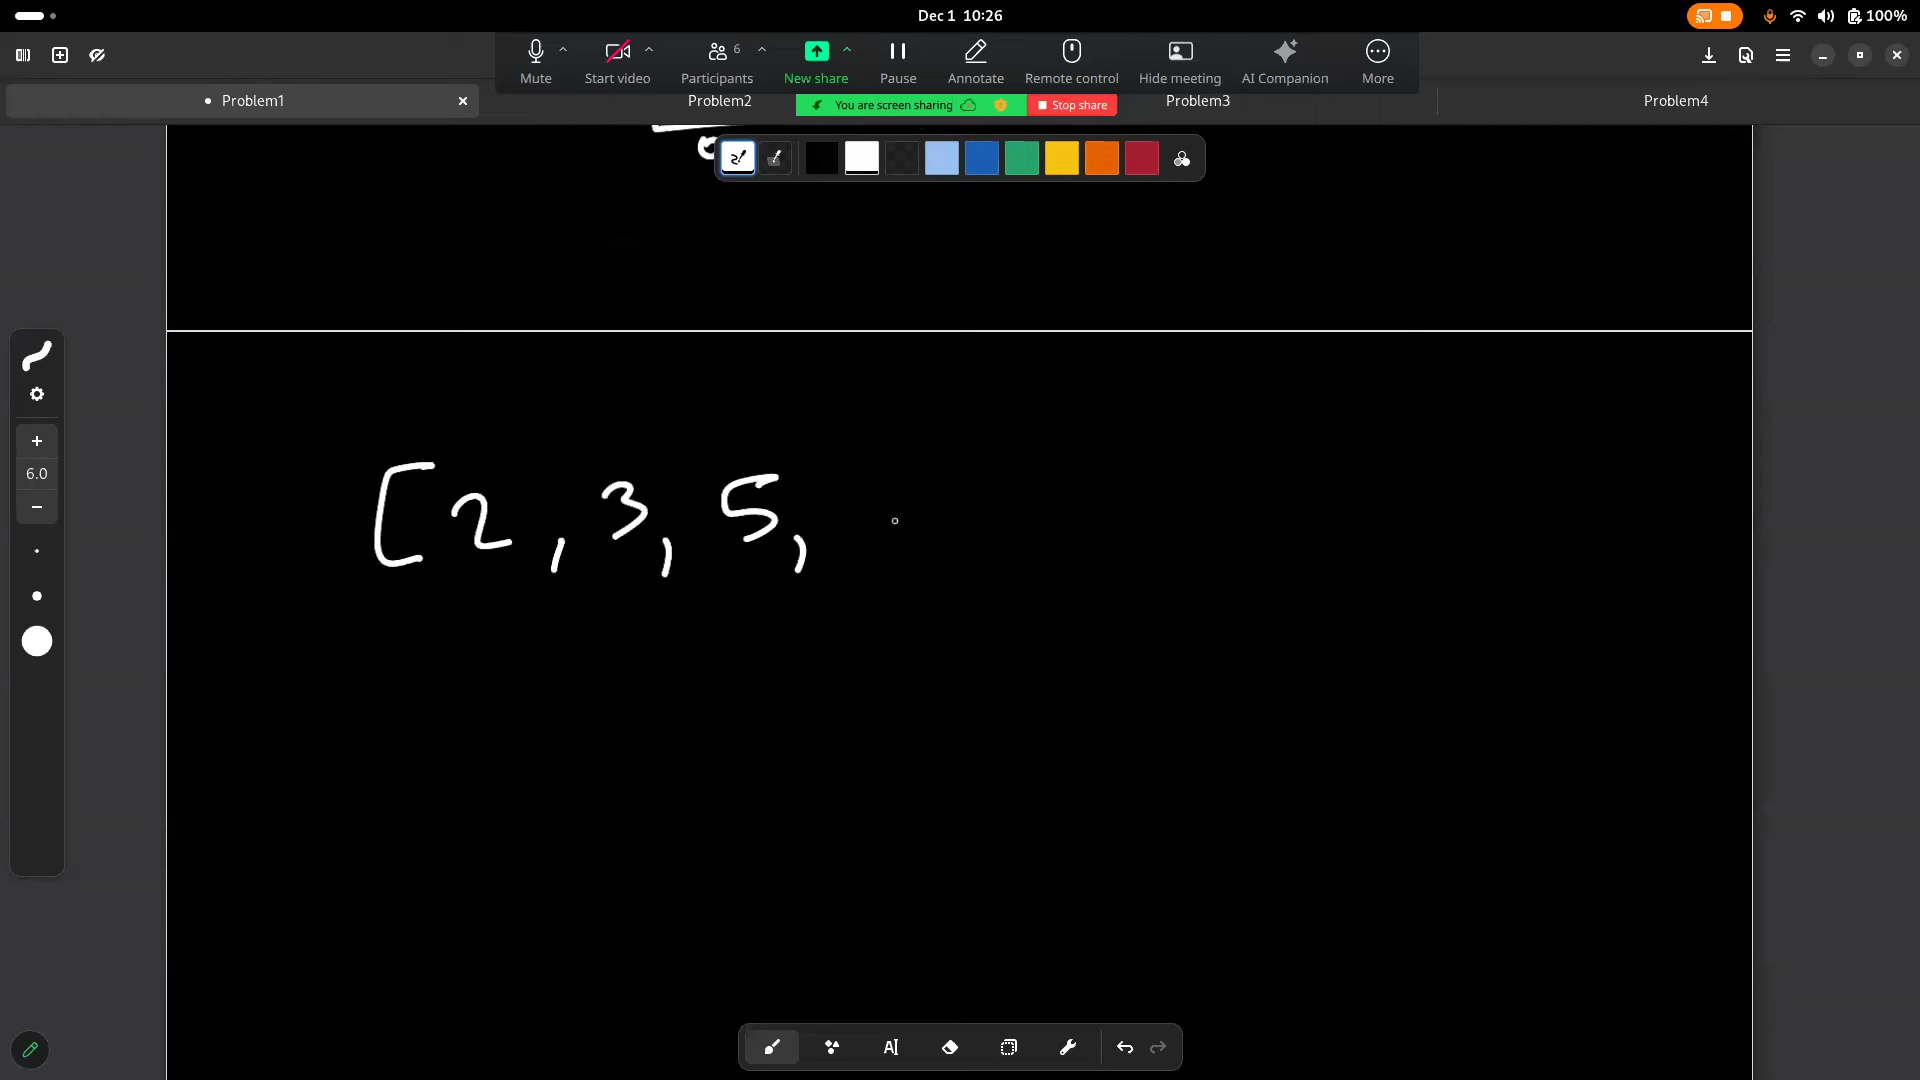 Dec 1 10:26
Mute
Start video
6
Participants
New share
Pause
Annotate
Remote control
Hide meeting
AI Companion
More
100%
Problem1
Problem2
You are screen sharing
Stop share
Problem3
Problem4
6.0
[2, 3, 5,